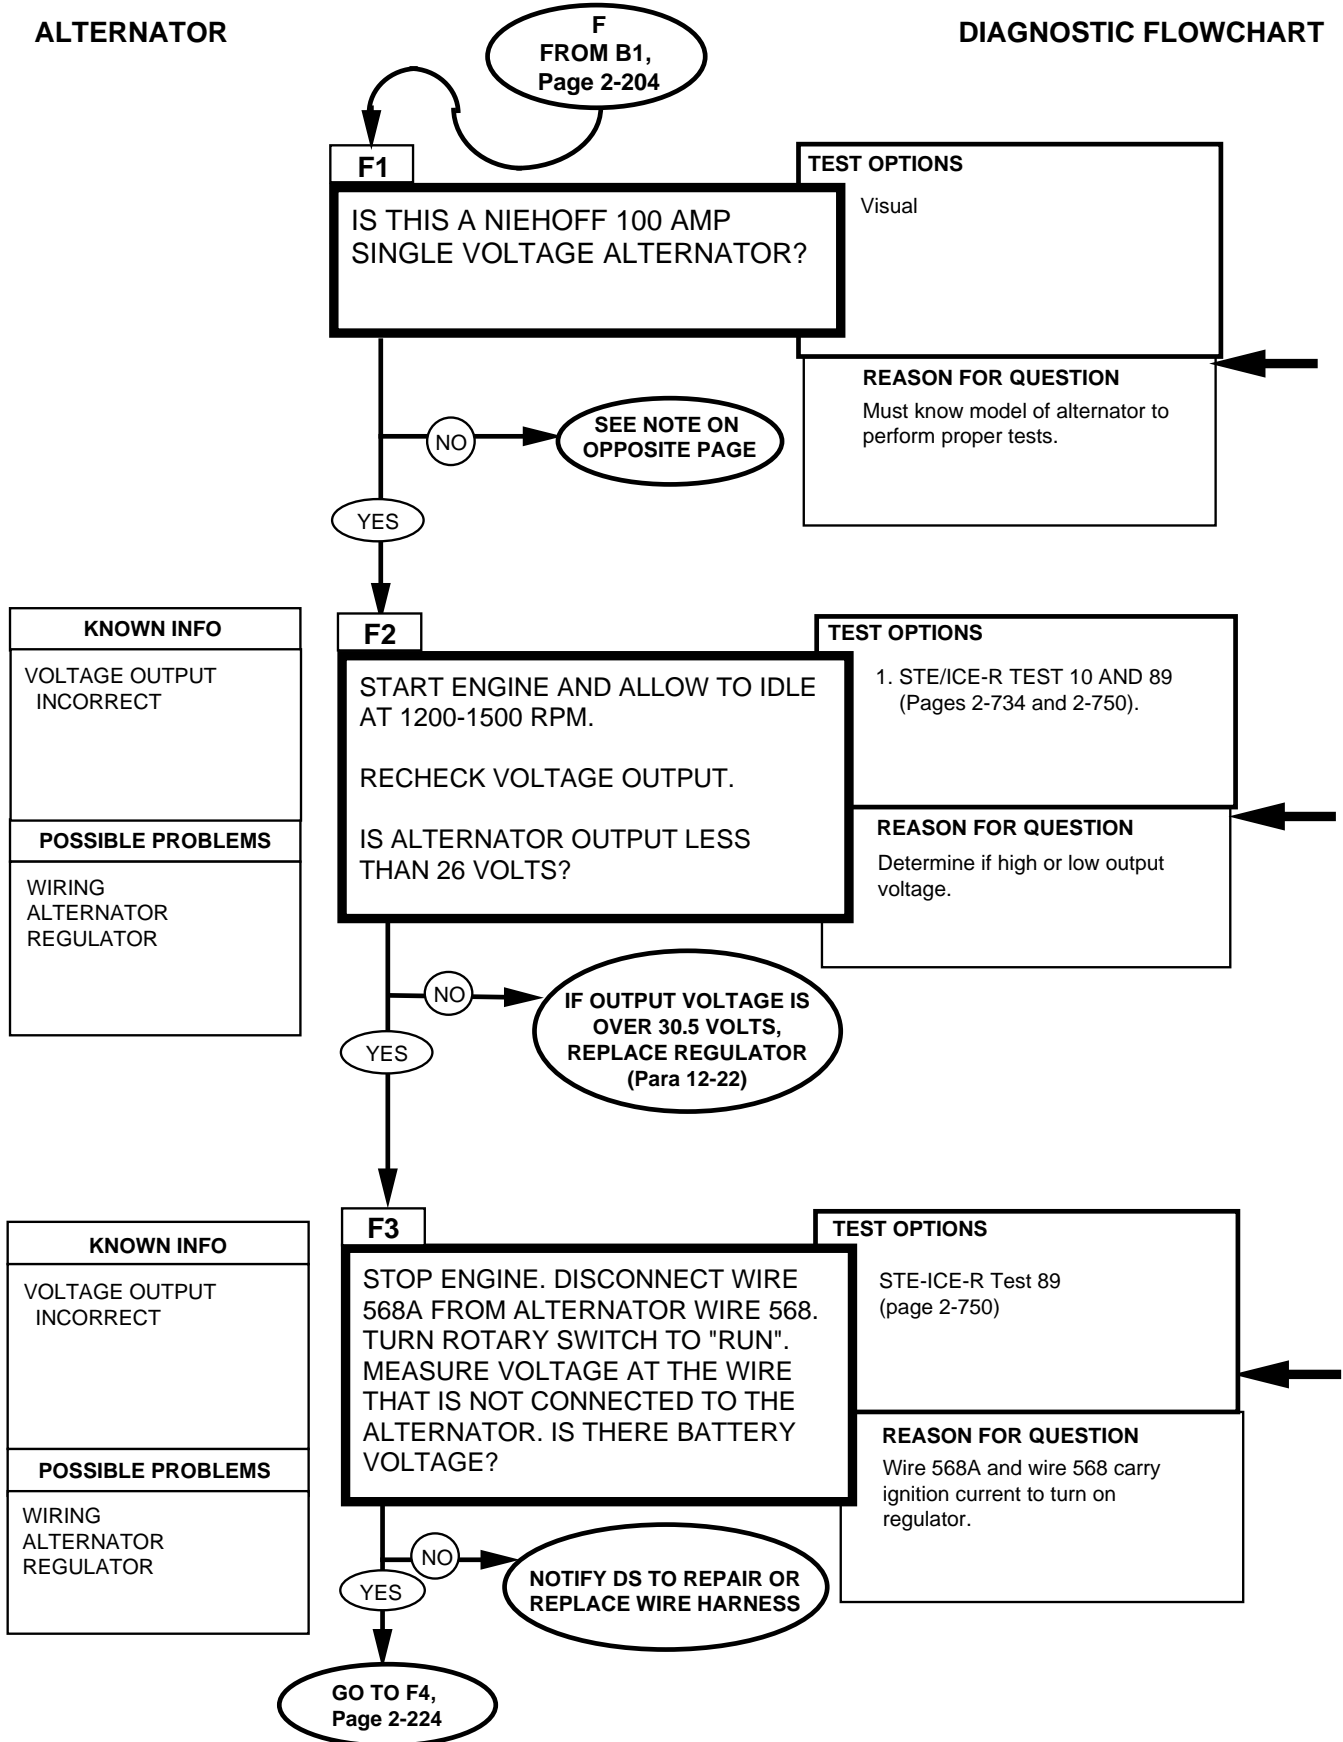 ALTERNATOR
DIAGNOSTIC FLOWCHART
F
FROM B1,
Page 2-204
F1
IS THIS A NIEHOFF 100 AMP
SINGLE VOLTAGE ALTERNATOR?
TEST OPTIONS
Visual
REASON FOR QUESTION
Must know model of alternator to
perform proper tests.
NO
SEE NOTE ON
OPPOSITE PAGE
YES
KNOWN INFO
VOLTAGE OUTPUT
INCORRECT
POSSIBLE PROBLEMS
WIRING
ALTERNATOR
REGULATOR
F2
START ENGINE AND ALLOW TO IDLE
AT 1200-1500 RPM.
RECHECK VOLTAGE OUTPUT.
IS ALTERNATOR OUTPUT LESS
THAN 26 VOLTS?
TEST OPTIONS
1. STE/ICE-R TEST 10 AND 89
(Pages 2-734 and 2-750).
REASON FOR QUESTION
Determine if high or low output
voltage.
NO
IF OUTPUT VOLTAGE IS
OVER 30.5 VOLTS,
REPLACE REGULATOR
(Para 12-22)
YES
KNOWN INFO
VOLTAGE OUTPUT
INCORRECT
POSSIBLE PROBLEMS
WIRING
ALTERNATOR
REGULATOR
F3
STOP ENGINE. DISCONNECT WIRE
568A FROM ALTERNATOR WIRE 568.
TURN ROTARY SWITCH TO "RUN".
MEASURE VOLTAGE AT THE WIRE
THAT IS NOT CONNECTED TO THE
ALTERNATOR. IS THERE BATTERY
VOLTAGE?
TEST OPTIONS
STE-ICE-R Test 89
(page 2-750)
REASON FOR QUESTION
Wire 568A and wire 568 carry
ignition current to turn on
regulator.
NO
NOTIFY DS TO REPAIR OR
REPLACE WIRE HARNESS
YES
GO TO F4,
Page 2-224